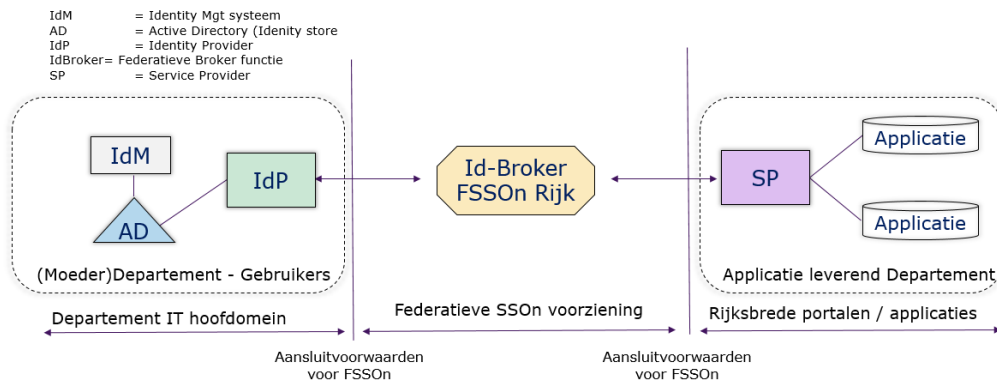 IdM = Identity Mgt systeem
AD = Active Directory (Idenity store
IdP = Identity Provider
IdBroker= Federatieve Broker functie
SP = Service Provider
IdM
AD
IdP
(Moeder)Departement - Gebruikers
Id-Broker
FSSOn Rijk
SP
Applicatie
Applicatie
Applicatie leverend Departement
Departement IT hoofdomein
Federatieve SSOn voorziening
Rijksbrede portalen / applicaties
Aansluitvoorwaarden
voor FSSOn
Aansluitvoorwaarden
voor FSSOn